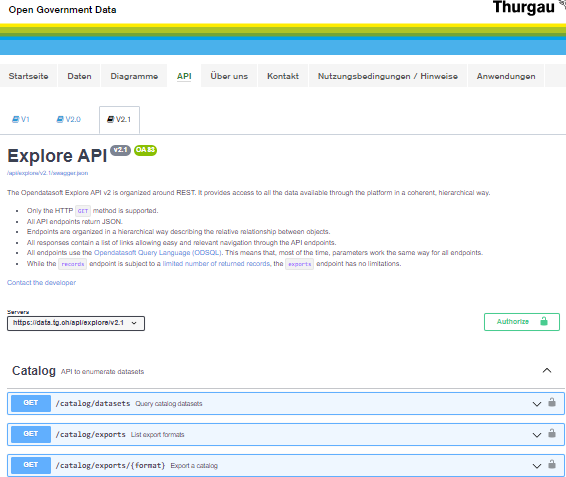 Open Government Data
Thurgau
Startseite Daten Diagramme API Über uns Kontakt Nutzungsbedingungen / Hinweise Anwendungen
V1 V2.0 V2.1
Explore API v2.1 OAS3
/api/explore/v2.1/swagger.json
The Opendatasoft Explore API v2 is organized around REST. It provides access to all the data available through the platform in a coherent, hierarchical way.
• Only the HTTP GET method is supported.
• All API endpoints return JSON.
• Endpoints are organized in a hierarchical way describing the relative relationship between objects.
• All responses contain a list of links allowing easy and relevant navigation through the API endpoints.
• All endpoints use the Opendatasoft Query Language (ODSQL). This means that, most of the time, parameters work the same way for all endpoints.
• While the records endpoint is subject to a limited number of returned records, the exports endpoint has no limitations.
Contact the developer
Servers
https://data.tg.ch/api/explore/v2.1
Authorize
Catalog API to enumerate datasets
GET /catalog/datasets Query catalog datasets
GET /catalog/exports List export formats
GET /catalog/exports/{format} Export a catalog